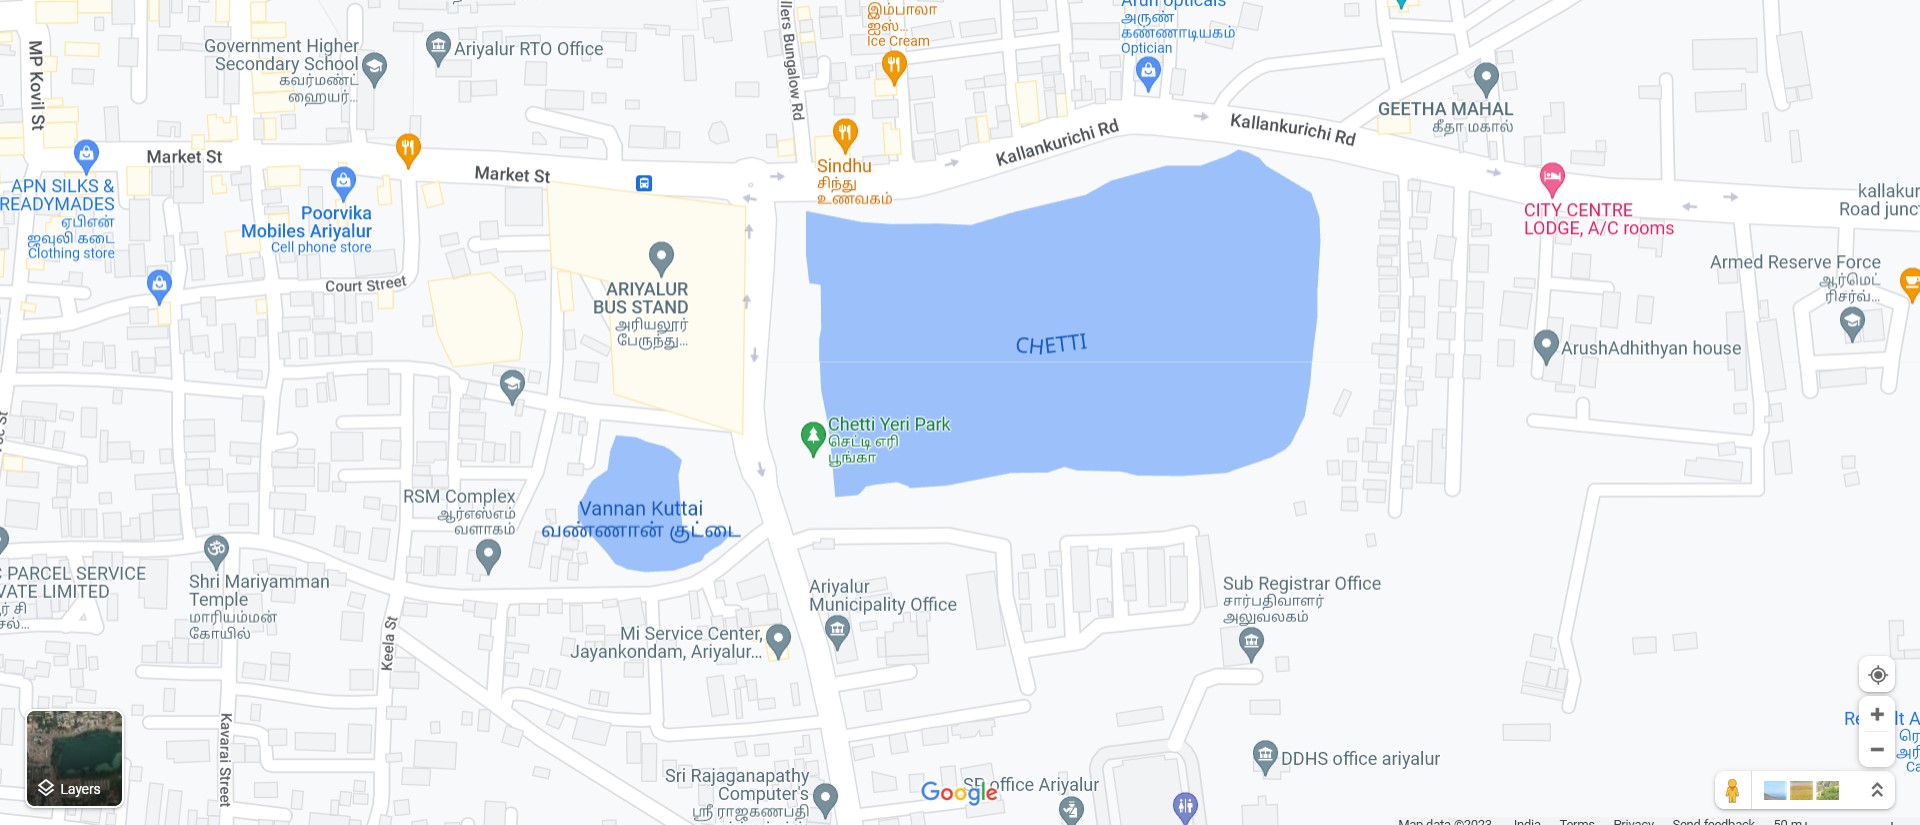 MP Kovil St
Government Higher
Secondary School
கவர்மண்ட்
ஹையர்...
Ariyalur RTO Office
llers Bungalow Rd
இம்பாலா
ஐஸ்...
Ice Cream
Arun Opticals
அருண்
கண்ணாடியகம்
Optician
GEETHA MAHAL
கீதா மகால்
Kallankurichi Rd
Kallankurichi Rd
Market St
Market St
APN SILKS &
READYMADES
ஏபிஎன்
ஜவுலி கடை
Clothing store
Poorvika
Mobiles Ariyalur
Cell phone store
Sindhu
சிந்து
உணவகம்
CITY CENTRE
LODGE, A/C rooms
kallakur
Road junct
Court Street
ARIYALUR
BUS STAND
அரியலூர்
பேருந்து...
Armed Reserve Force
ஆர்மெட்
ரிசர்வ்...
CHETTI
ArushAdhithyan house
Chetti Yeri Park
செட்டி எரி
பூங்கா
RSM Complex
ஆர்எஸ்எம்
வளாகம்
Vannan Kuttai
வண்ணான் குட்டை
C PARCEL SERVICE
VATE LIMITED
Shri Mariyamman
Temple
மாரியம்மன்
கோயில்
Ariyalur
Municipality Office
Sub Registrar Office
சார்பதிவாளர்
அலுவலகம்
Keela St
Mi Service Center,
Jayankondam, Ariyalur...
Kavarai Street
Layers
Sri Rajaganapathy
Computer's
ஸ்ரீ ராஜகணபதி
SP office Ariyalur
Google
DDHS office ariyalur
Map data ©2023
India
Terms
Privacy
Send feedback
50 m